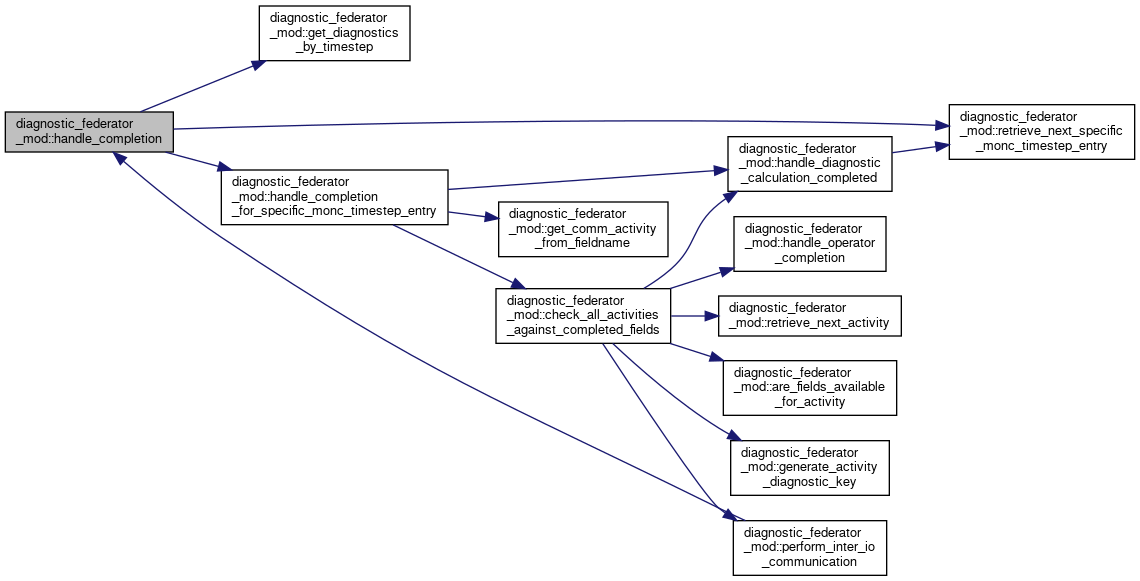 diagnostic_federator
_mod::get_diagnostics
_by_timestep
diagnostic_federator
_mod::handle_completion
diagnostic_federator
_mod::retrieve_next_specific
_monc_timestep_entry
diagnostic_federator
_mod::handle_diagnostic
_calculation_completed
diagnostic_federator
_mod::handle_completion
_for_specific_monc_timestep_entry
diagnostic_federator
_mod::get_comm_activity
_from_fieldname
diagnostic_federator
_mod::handle_operator
_completion
diagnostic_federator
_mod::check_all_activities
_against_completed_fields
diagnostic_federator
_mod::retrieve_next_activity
diagnostic_federator
_mod::are_fields_available
_for_activity
diagnostic_federator
_mod::generate_activity
_diagnostic_key
diagnostic_federator
_mod::perform_inter_io
_communication